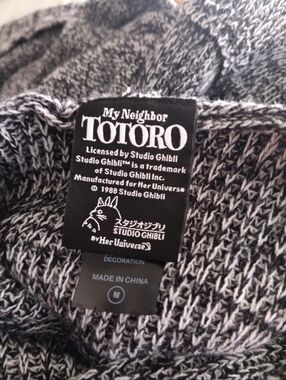 My Neighbor
TOTORO
Licensed by Studio Ghibli
Studio Ghibli™ is a trademark
of Studio Ghibli Inc.
Manufactured for Her Universe
© 1988 Studio Ghibli
スタジオジブリ
STUDIO GHIBLI
BY Her Universe
DECORATION
MADE IN CHINA
M